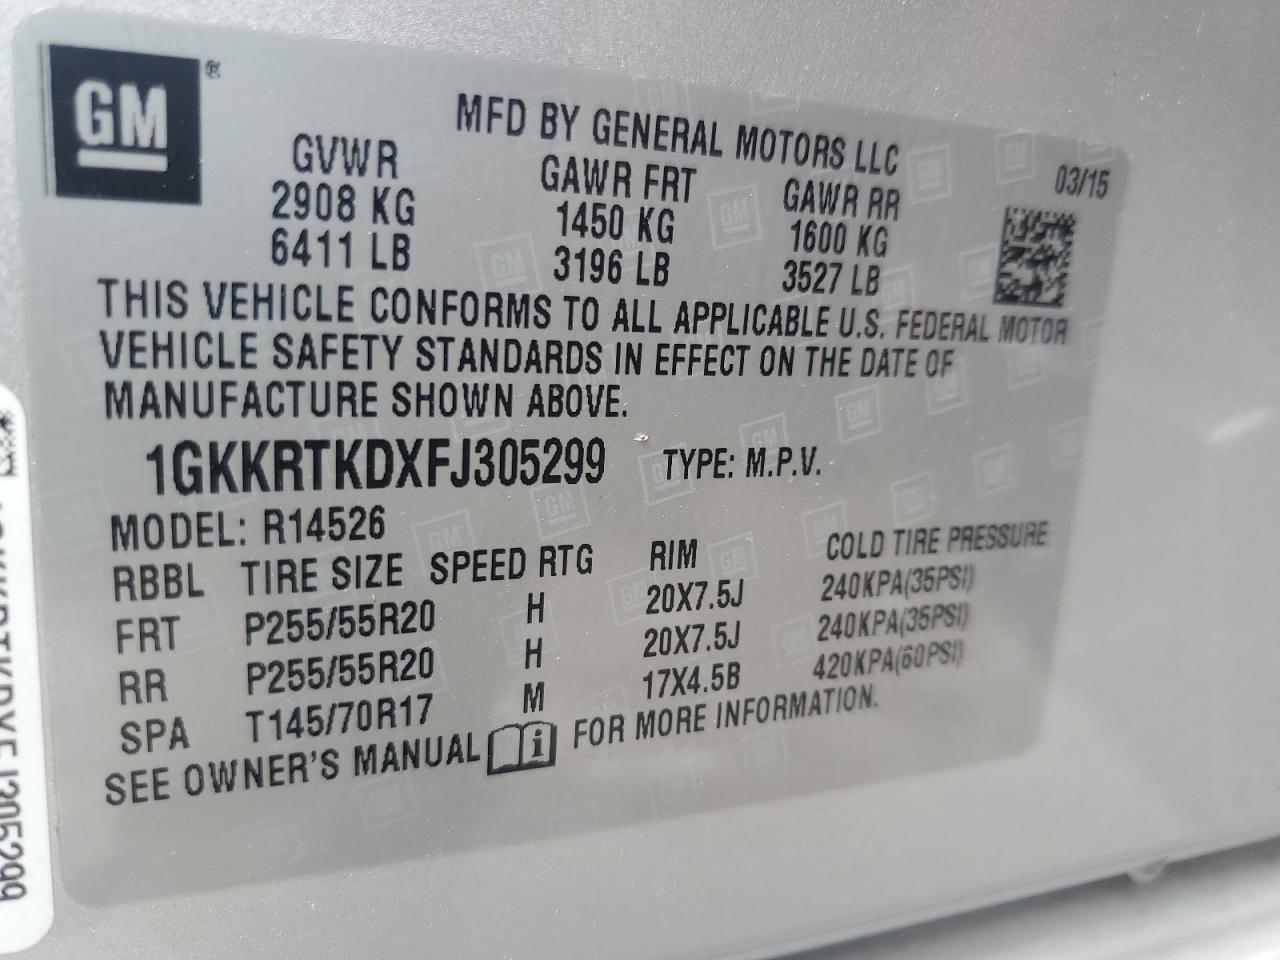 GM ®
MFD BY GENERAL MOTORS LLC
03/15
GVWR GAWR FRT GAWR RR
2908 KG 1450 KG 1600 KG
6411 LB 3196 LB 3527 LB
THIS VEHICLE CONFORMS TO ALL APPLICABLE U.S. FEDERAL MOTOR
VEHICLE SAFETY STANDARDS IN EFFECT ON THE DATE OF
MANUFACTURE SHOWN ABOVE.
1GKKRTKDXFJ305299 TYPE: M.P.V.
MODEL: R14526
RBBL TIRE SIZE SPEED RTG RIM COLD TIRE PRESSURE
FRT P255/55R20 H 20X7.5J 240KPA(35PSI)
RR P255/55R20 H 20X7.5J 240KPA(35PSI)
SPA T145/70R17 M 17X4.5B 420KPA(60PSI)
SEE OWNER'S MANUAL i FOR MORE INFORMATION.
1GKKRTKDXFJ305299